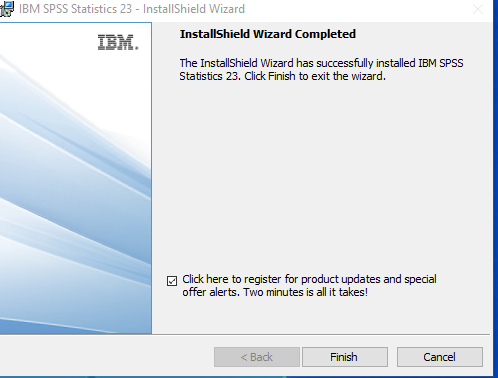 IBM SPSS Statistics 23 - InstallShield Wizard
IBM.
InstallShield Wizard Completed
The InstallShield Wizard has successfully installed IBM SPSS
Statistics 23. Click Finish to exit the wizard.
Click here to register for product updates and special
offer alerts. Two minutes is all it takes!
< Back
Finish
Cancel